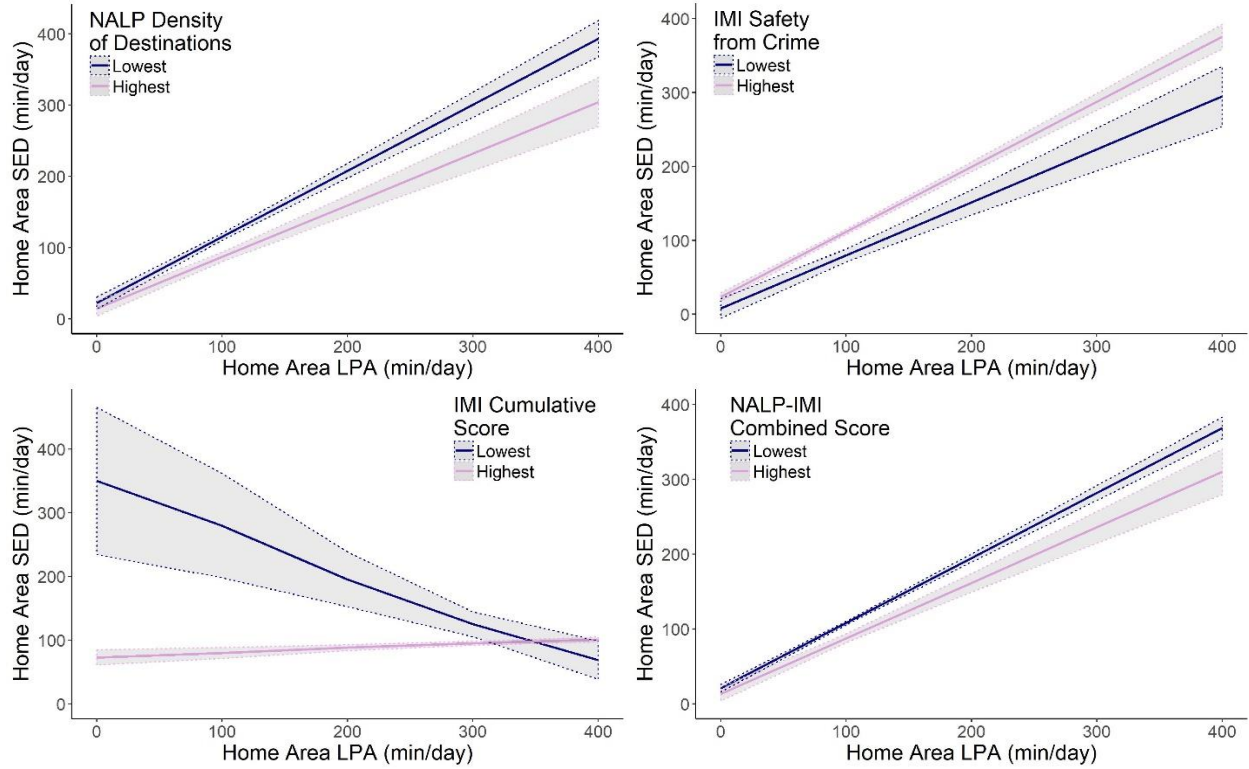 NALP Density
of Destinations
Lowest
Highest
Home Area SED (min/day)
400
300
200
100
0
0 100 200 300 400
Home Area LPA (min/day)
IMI Safety
from Crime
Lowest
Highest
Home Area SED (min/day)
400
300
200
100
0
0 100 200 300 400
Home Area LPA (min/day)
IMI Cumulative
Score
Lowest
Highest
Home Area SED (min/day)
400
300
200
100
0
0 100 200 300 400
Home Area LPA (min/day)
NALP-IMI
Combined Score
Lowest
Highest
Home Area SED (min/day)
400
300
200
100
0
0 100 200 300 400
Home Area LPA (min/day)